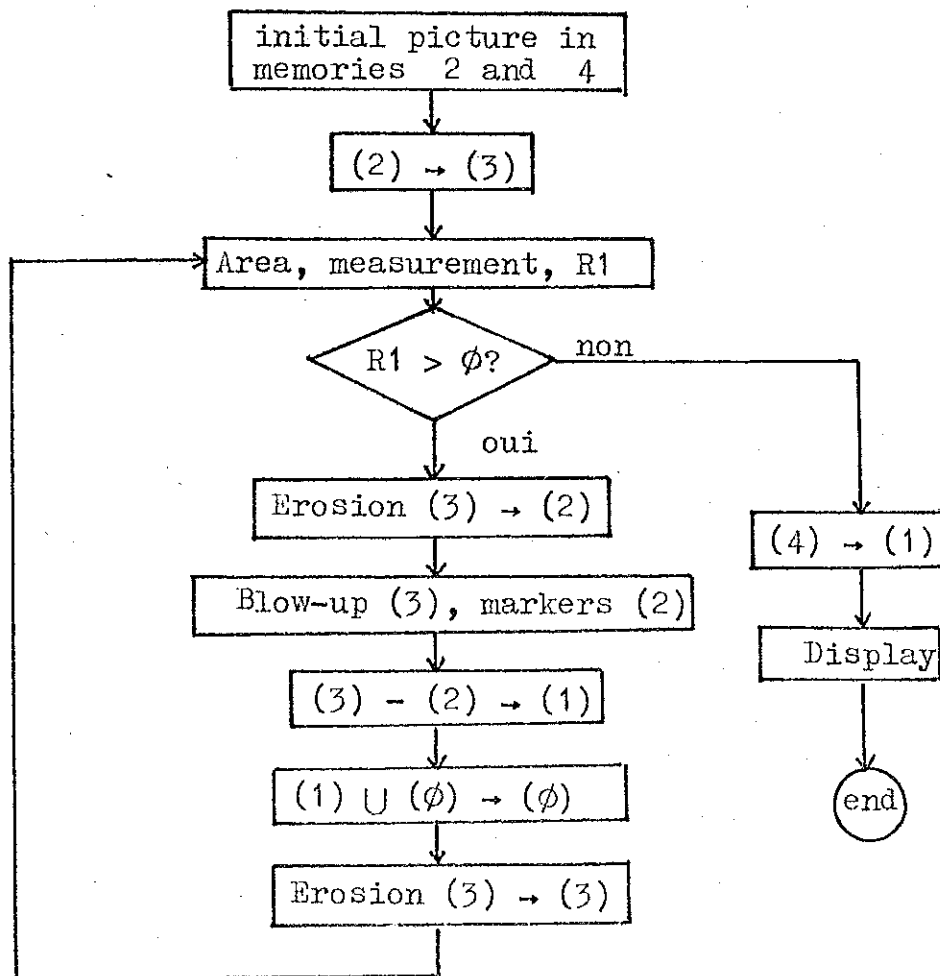 initial picture in
memories 2 and 4
(2) → (3)
Area, measurement, R1
R1 > ∅?
non
oui
Erosion (3) → (2)
Blow-up (3), markers (2)
(3) - (2) → (1)
(1) ∪ (∅) → (∅)
Erosion (3) → (3)
(4) → (1)
Display
end